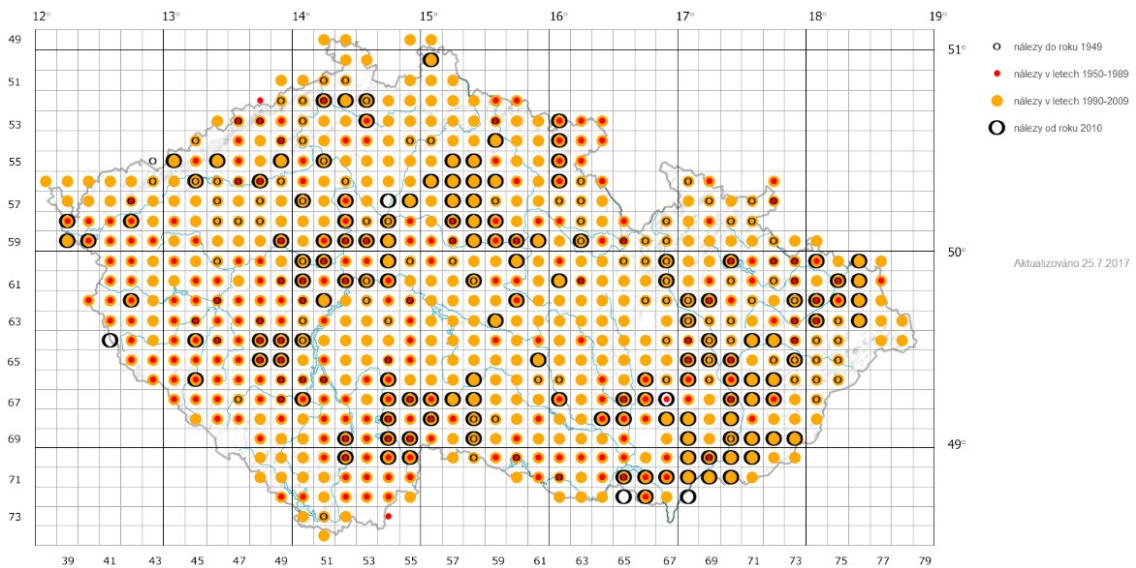 12° 13° 14° 15° 16° 17° 18° 19°
49
51° nálezy do roku 1949
51 nálezy v letech 1950-1989
nálezy v letech 1990-2009
53 nálezy od roku 2010
55
57
59
50° Aktualizováno 25.7.2017
61
63
65
67
69
49°
71
73
39 41 43 45 47 49 51 53 55 57 59 61 63 65 67 69 71 73 75 77 79